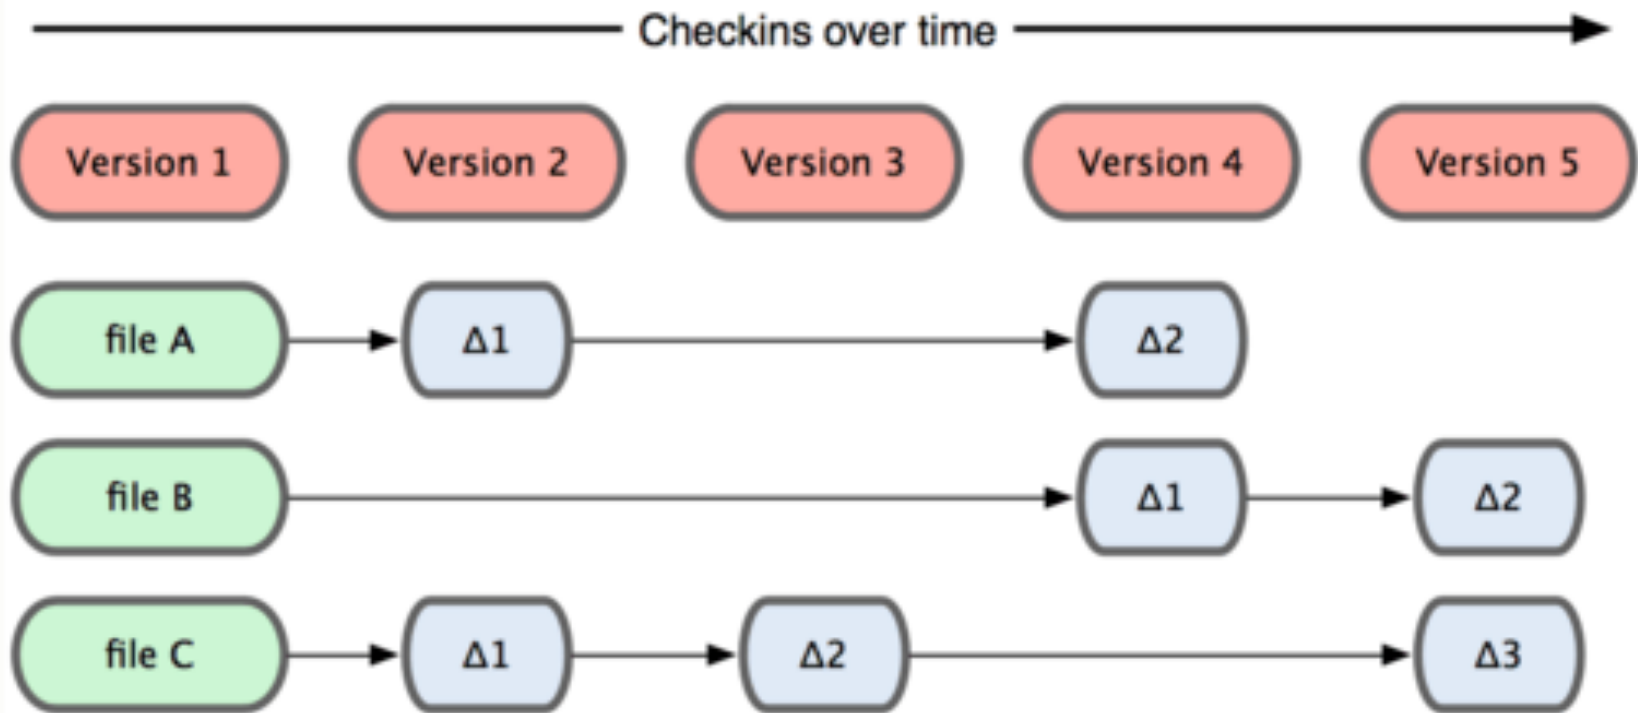 Checkins over time
Version 1 Version 2 Version 3 Version 4 Version 5
file A Δ1 Δ2
file B Δ1 Δ2
file C Δ1 Δ2 Δ3